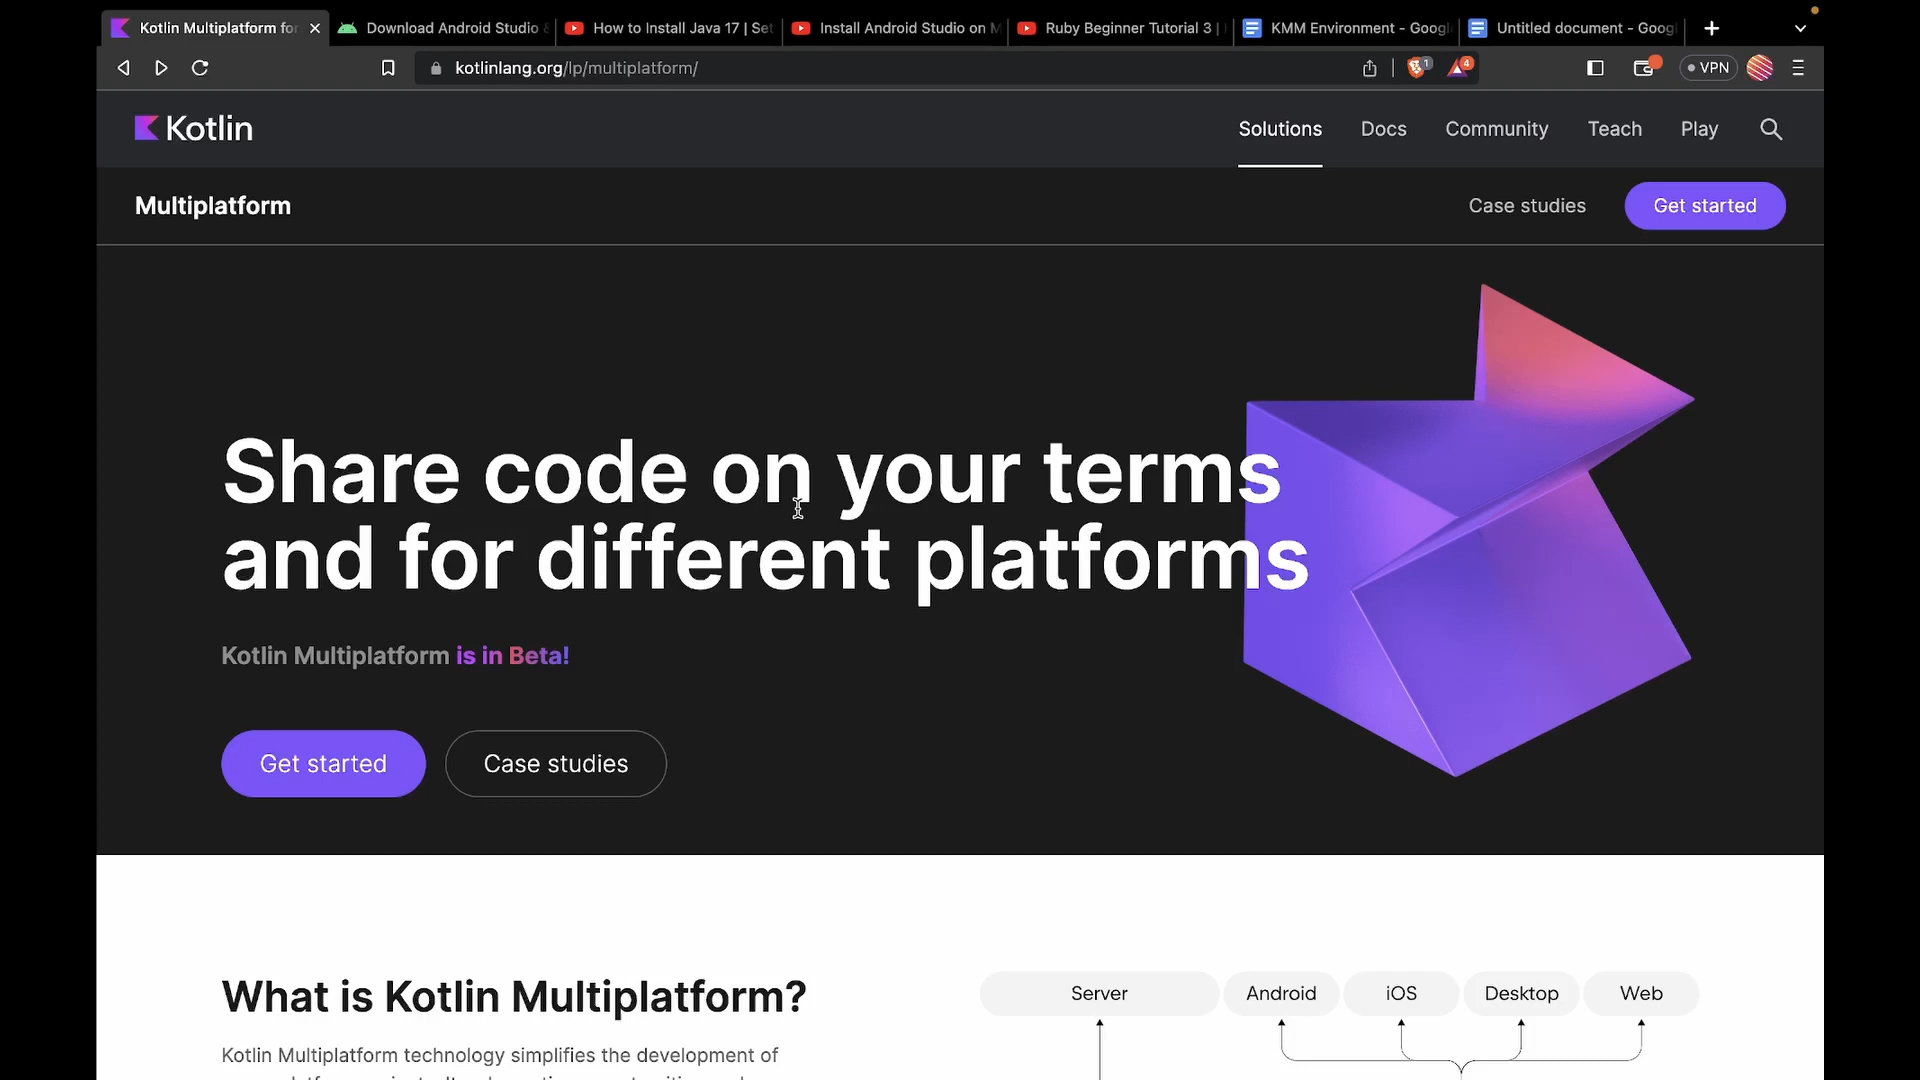 Kotlin Multiplatform for
Download Android Studio &
How to Install Java 17 | Set
Install Android Studio on M
Ruby Beginner Tutorial 3 |
KMM Environment - Google
Untitled document - Goog
kotlinlang.org/lp/multiplatform/
1
4
VPN
Kotlin
Solutions
Docs
Community
Teach
Play
Multiplatform
Case studies
Get started
Share code on your terms
and for different platforms
Kotlin Multiplatform is in Beta!
Get started
Case studies
What is Kotlin Multiplatform?
Server
Android
iOS
Desktop
Web
Kotlin Multiplatform technology simplifies the development of